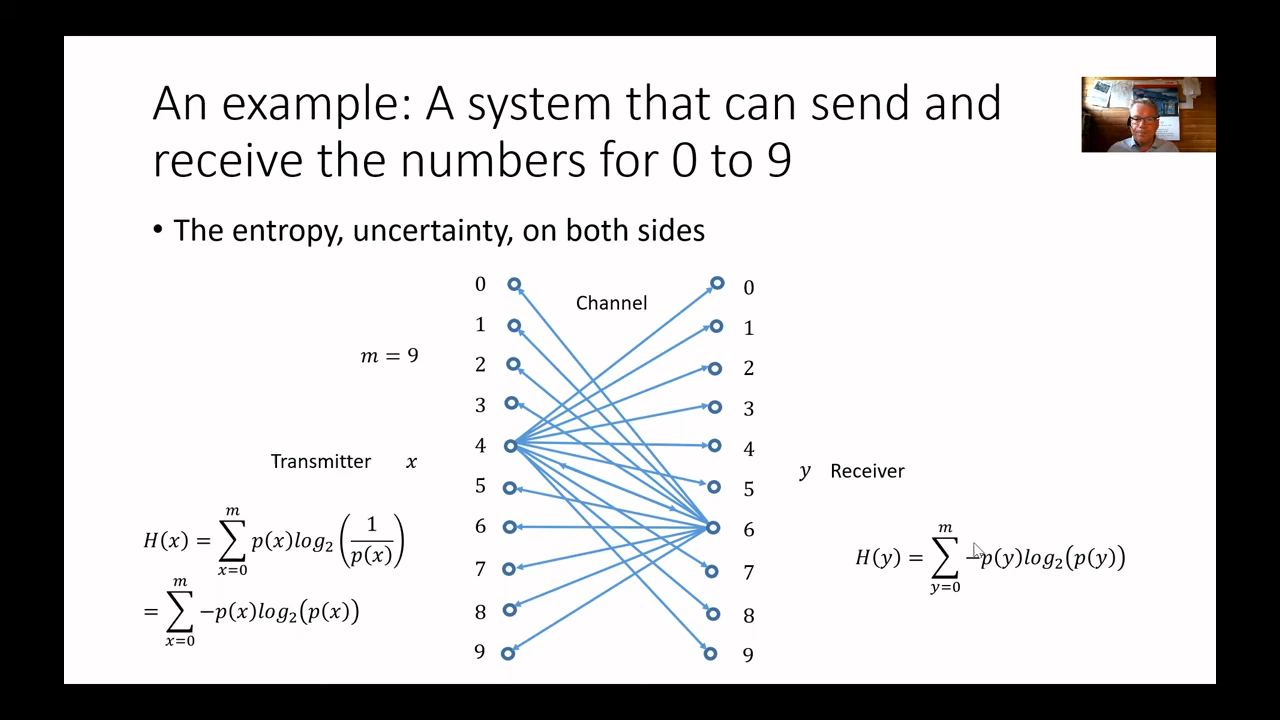 An example: A system that can send and
receive the numbers for 0 to 9
• The entropy, uncertainty, on both sides
Channel
m = 9
Transmitter x
y Receiver
0
1
2
3
4
5
6
7
8
9
0
1
2
3
4
5
6
7
8
9
H(x) = ∑_{x=0}^{m} p(x)log₂(1/p(x))
= ∑_{x=0}^{m} −p(x)log₂(p(x))
H(y) = ∑_{y=0}^{m} −p(y)log₂(p(y))